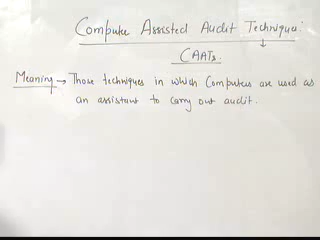 Computer Assisted Audit Techniques:
CAATs.
Meaning → Those techniques in which Computers are used as
an assistant to carry out audit.